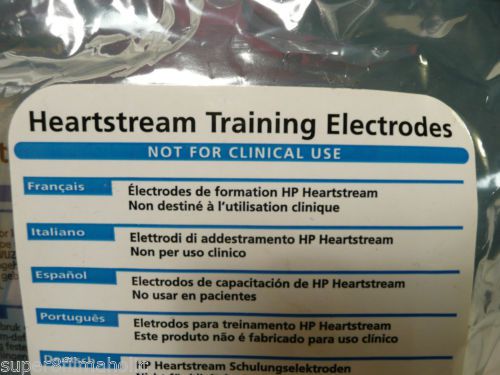 Heartstream Training Electrodes
NOT FOR CLINICAL USE
Français
Électrodes de formation HP Heartstream
Non destiné à l'utilisation clinique
Italiano
Elettrodi di addestramento HP Heartstream
Non per uso clinico
Español
Electrodos de capacitación de HP Heartstream
No usar en pacientes
Português
Eletrodos para treinamento HP Heartstream
Este produto não é fabricado para uso clínico
HP Heartstream Schulungselektroden